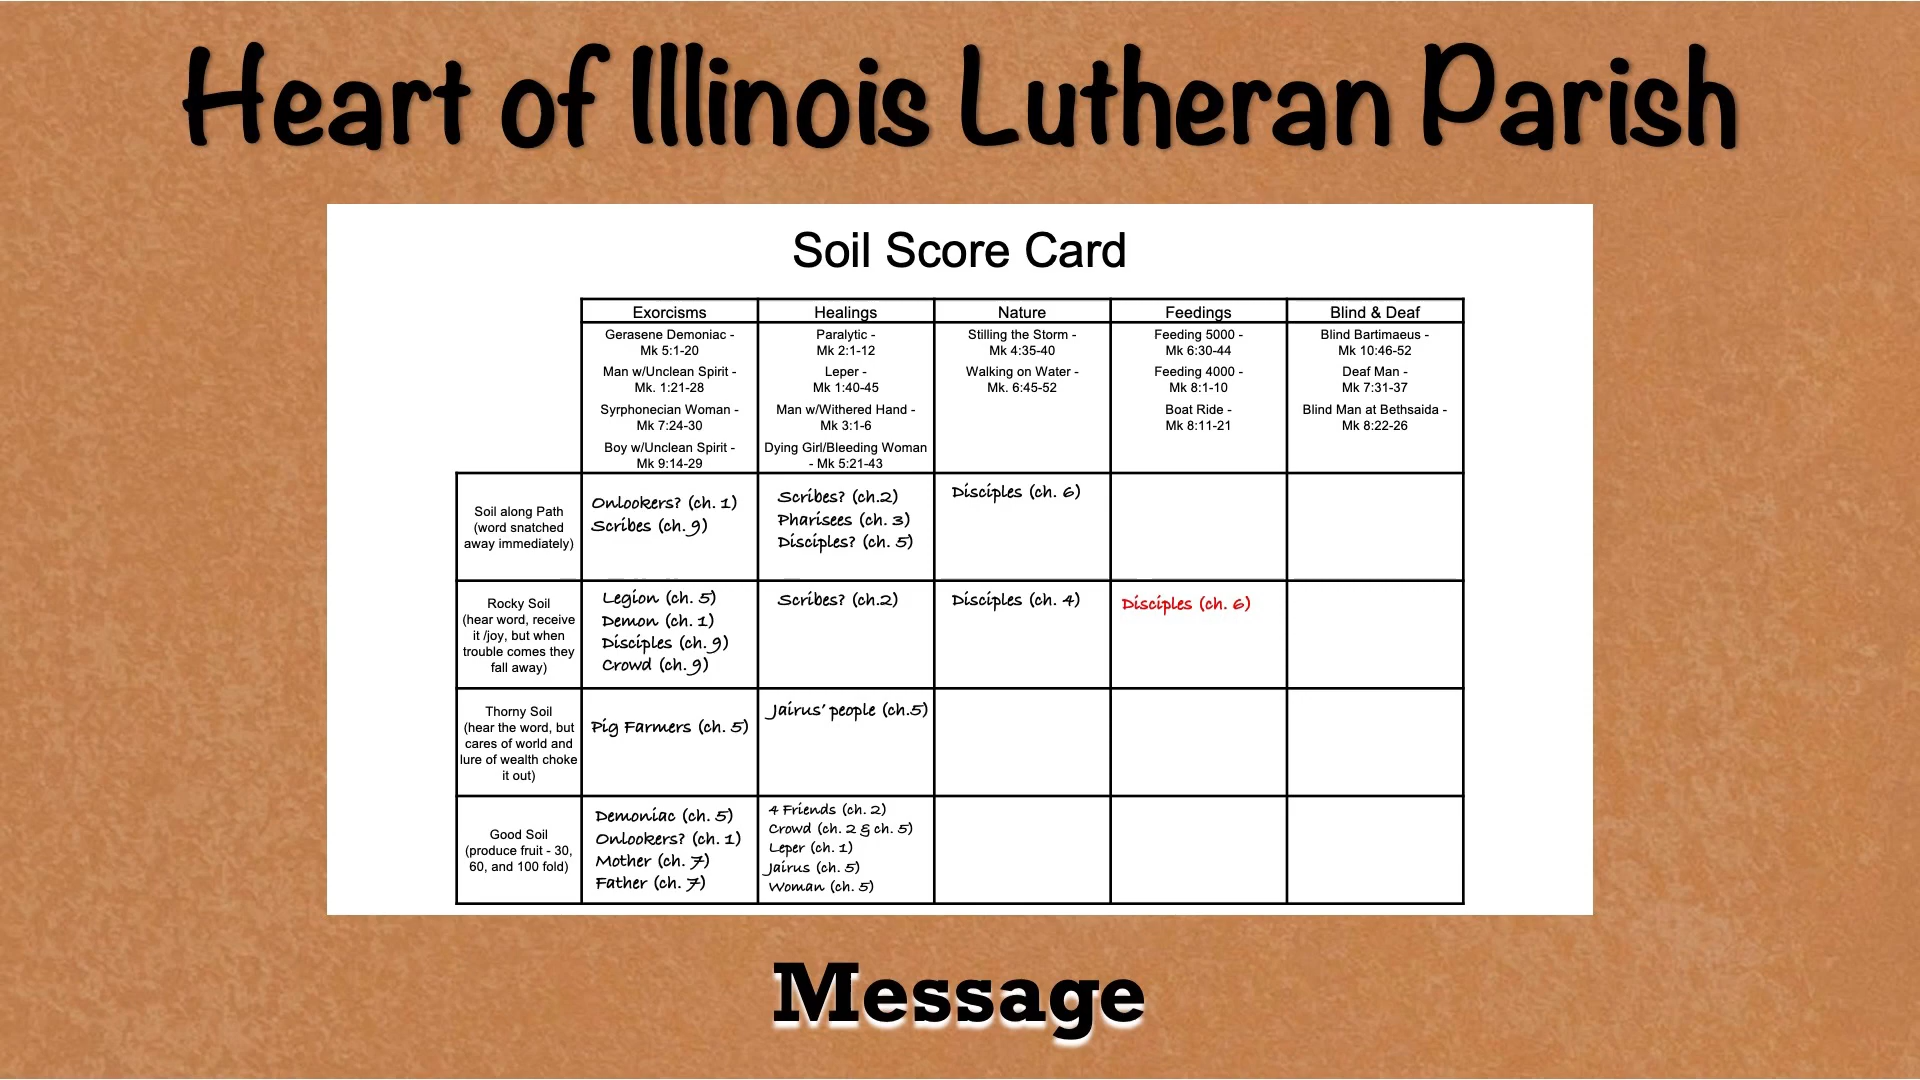 Heart of Illinois Lutheran Parish
Soil Score Card
Exorcisms
Healings
Nature
Feedings
Blind & Deaf
Gerasene Demoniac -
Mk 5:1-20
Man w/Unclean Spirit -
Mk. 1:21-28
Syrphonecian Woman -
Mk 7:24-30
Boy w/Unclean Spirit -
Mk 9:14-29
Paralytic -
Mk 2:1-12
Leper -
Mk 1:40-45
Man w/Withered Hand -
Mk 3:1-6
Dying Girl/Bleeding Woman
- Mk 5:21-43
Stilling the Storm -
Mk 4:35-40
Walking on Water -
Mk. 6:45-52
Feeding 5000 -
Mk 6:30-44
Feeding 4000 -
Mk 8:1-10
Boat Ride -
Mk 8:11-21
Blind Bartimaeus -
Mk 10:46-52
Deaf Man -
Mk 7:31-37
Blind Man at Bethsaida -
Mk 8:22-26
Soil along Path
(word snatched
away immediately)
Onlookers? (ch. 1)
Scribes (ch. 9)
Scribes? (ch.2)
Pharisees (ch. 3)
Disciples? (ch. 5)
Disciples (ch. 6)
Rocky Soil
(hear word, receive
it /joy, but when
trouble comes they
fall away)
Legion (ch. 5)
Demon (ch. 1)
Disciples (ch. 9)
Crowd (ch. 9)
Scribes? (ch.2)
Disciples (ch. 4)
Disciples (ch. 6)
Thorny Soil
(hear the word, but
cares of world and
lure of wealth choke
it out)
Pig Farmers (ch. 5)
Jairus' people (ch.5)
Good Soil
(produce fruit - 30,
60, and 100 fold)
Demoniac (ch. 5)
Onlookers? (ch. 1)
Mother (ch. 7)
Father (ch. 7)
4 Friends (ch. 2)
Crowd (ch. 2 & ch. 5)
Leper (ch. 1)
Jairus (ch. 5)
Woman (ch. 5)
Message